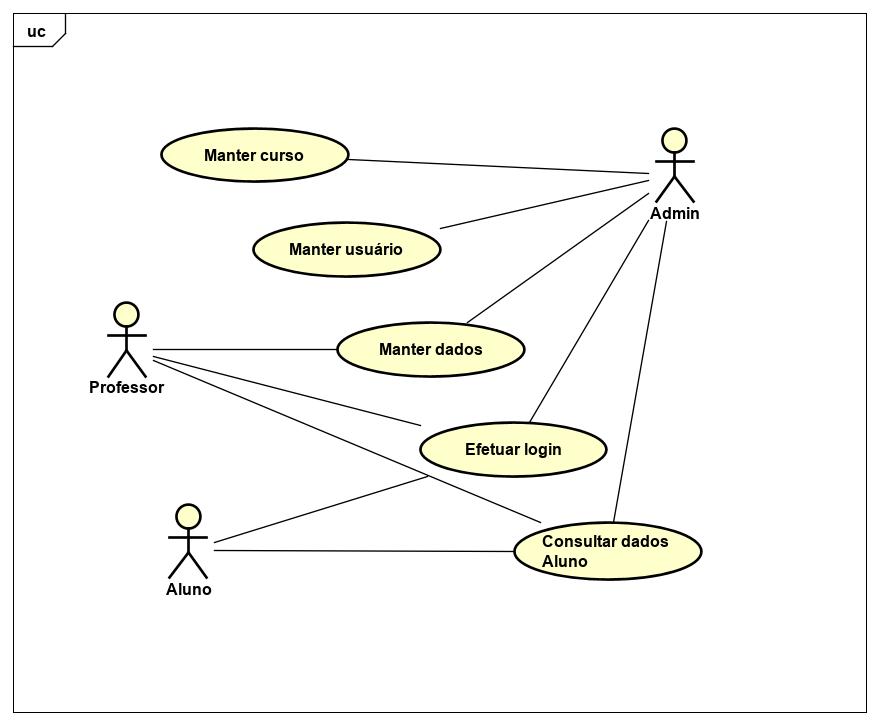 uc
Manter curso
Admin
Manter usuário
Manter dados
Professor
Efetuar login
Consultar dados
Aluno
Aluno